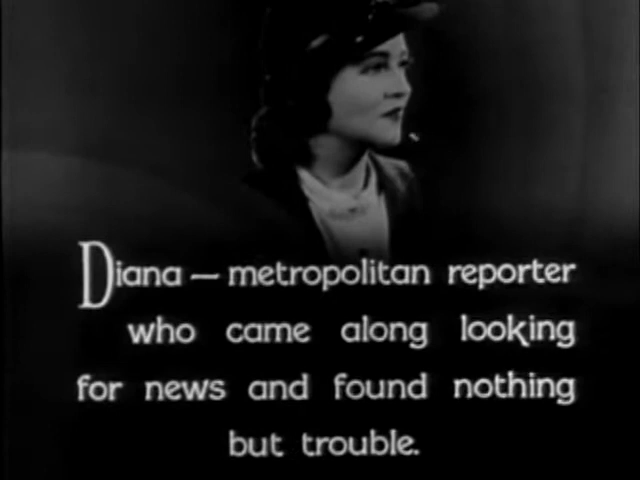 Diana — metropolitan reporter
who came along looking
for news and found nothing
but trouble.